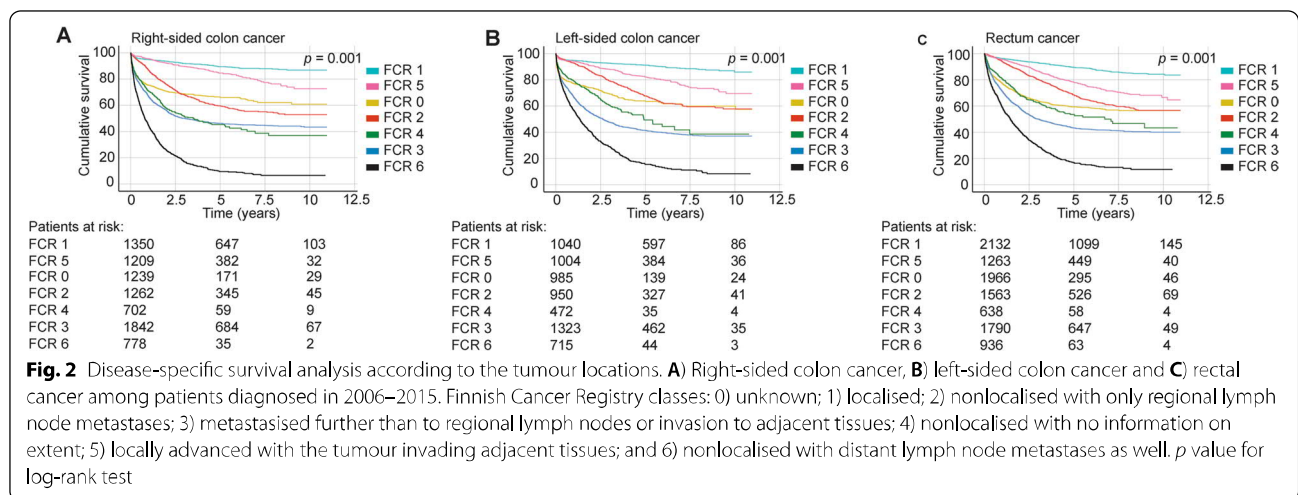 A Right-sided colon cancer
p = 0.001
Cumulative survival
100
80
60
40
20
0
0 2.5 5 7.5 10 12.5
Time (years)
FCR 1
FCR 5
FCR 0
FCR 2
FCR 4
FCR 3
FCR 6
Patients at risk:
FCR 1 1350 647 103
FCR 5 1209 382 32
FCR 0 1239 171 29
FCR 2 1262 345 45
FCR 4 702 59 9
FCR 3 1842 684 67
FCR 6 778 35 2
B Left-sided colon cancer
p = 0.001
Cumulative survival
100
80
60
40
20
0
0 2.5 5 7.5 10 12.5
Time (years)
FCR 1
FCR 5
FCR 0
FCR 2
FCR 4
FCR 3
FCR 6
Patients at risk:
FCR 1 1040 597 86
FCR 5 1004 384 36
FCR 0 985 139 24
FCR 2 950 327 41
FCR 4 472 35 4
FCR 3 1323 462 35
FCR 6 715 44 3
C Rectum cancer
p = 0.001
Cumulative survival
100
80
60
40
20
0
0 2.5 5 7.5 10 12.5
Time (years)
FCR 1
FCR 5
FCR 0
FCR 2
FCR 4
FCR 3
FCR 6
Patients at risk:
FCR 1 2132 1099 145
FCR 5 1263 449 40
FCR 0 1966 295 46
FCR 2 1563 526 69
FCR 4 638 58 4
FCR 3 1790 647 49
FCR 6 936 63 4
Fig. 2 Disease-specific survival analysis according to the tumour locations. A) Right-sided colon cancer, B) left-sided colon cancer and C) rectal
cancer among patients diagnosed in 2006–2015. Finnish Cancer Registry classes: 0) unknown; 1) localised; 2) nonlocalised with only regional lymph
node metastases; 3) metastasised further than to regional lymph nodes or invasion to adjacent tissues; 4) nonlocalised with no information on
extent; 5) locally advanced with the tumour invading adjacent tissues; and 6) nonlocalised with distant lymph node metastases as well. p value for
log-rank test